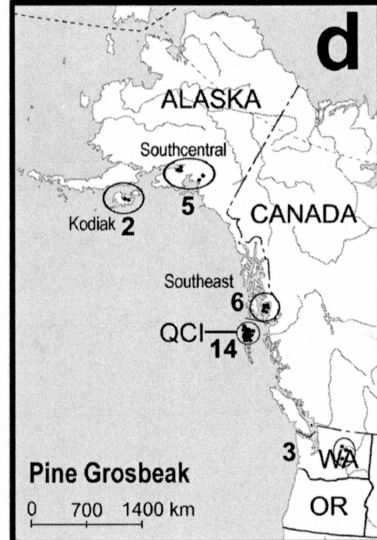 d
ALASKA
Southcentral
5
Kodiak 2
CANADA
Southeast
6
QCI
14
3
WA
Pine Grosbeak
OR
0 700 1400 km